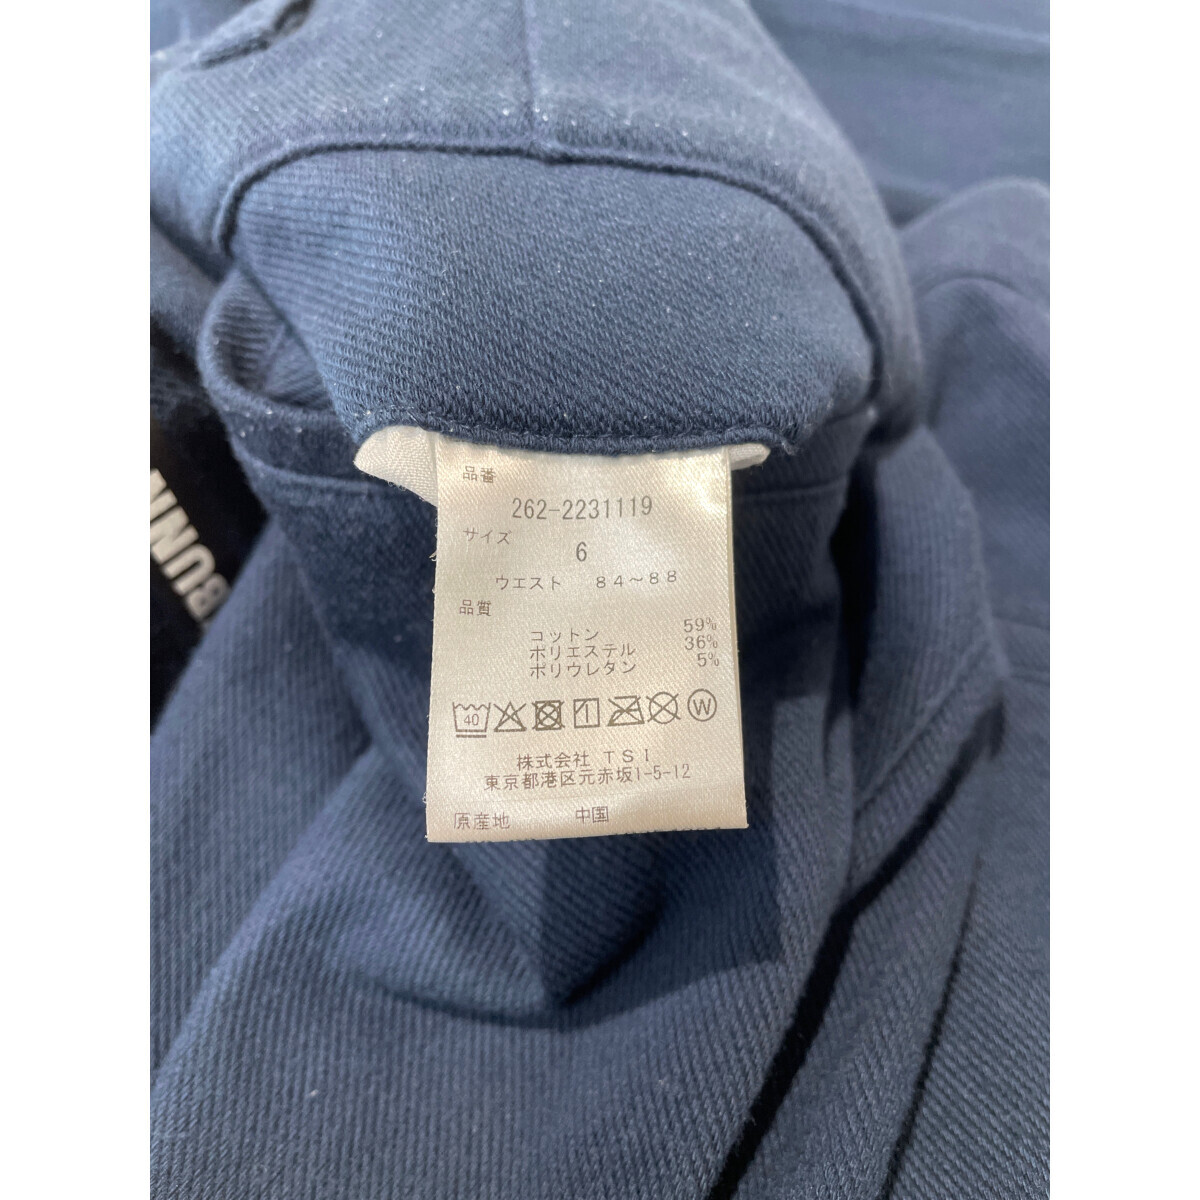 品番
262-2231119
サイズ
6
ウエスト 84～88
品質
コットン 59%
ポリエステル 36%
ポリウレタン 5%
40 W
株式会社 TSI
東京都港区元赤坂1-5-12
原産地 中国
BUN